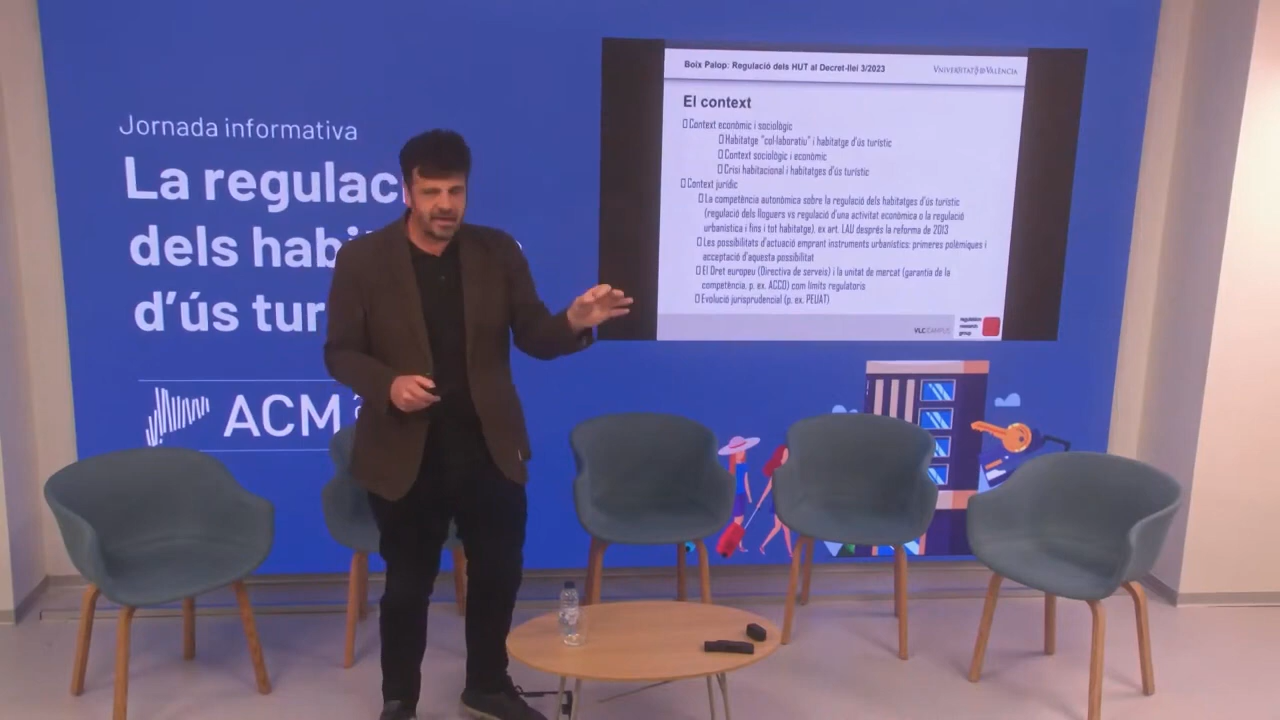 Jornada informativa
La regulac
dels hab
d'ús tur
ACM
Boix Palop: Regulació dels HUT al Decret-llei 3/2023
VNIVERSITAT DE VALÈNCIA
El context
Context econòmic i sociològic
Habitatge "col·laboratiu" i habitatge d'ús turístic
Context sociològic i econòmic
Crisi habitacional i habitatges d'ús turístic
Context jurídic
La competència autonòmica sobre la regulació dels habitatges d'ús turístic
(regulació dels lloguers vs regulació d'una activitat econòmica o la regulació
urbanística i fins i tot habitatge), ex art. LAU després la reforma de 2013
Les possibilitats d'actuació emprant instruments urbanístics: primeres polèmiques i
acceptació d'aquesta possibilitat
El Dret europeu (Directiva de serveis) i la unitat de mercat (garantia de la
competència, p. ex. ACCO) com límits regulatoris
Evolució jurisprudencial (p. ex. PEUAT)
VLC/CAMPUS
regulation
research
group